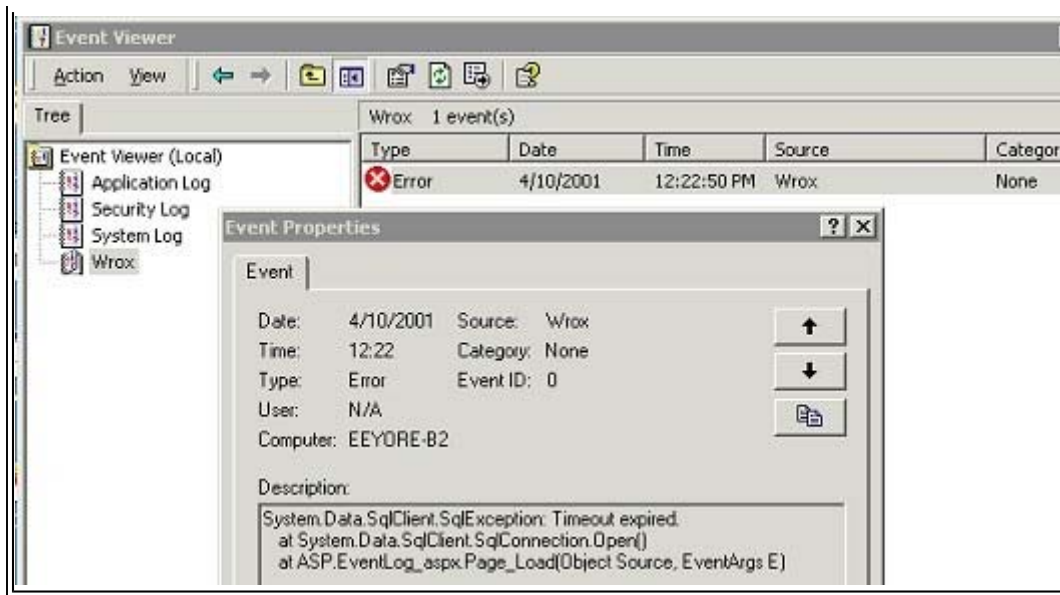 Event Viewer
Action View
Tree
Wrox 1 event(s)
Type Date Time Source Categor
Event Viewer (Local)
Application Log
Security Log
System Log
Wrox
Error 4/10/2001 12:22:50 PM Wrox None
Event Properties
Event
Date: 4/10/2001 Source: Wrox
Time: 12:22 Category: None
Type: Error Event ID: 0
User: N/A
Computer: EEYORE-B2
Description:
System.Data.SqlClient.SqlException: Timeout expired.
at System.Data.SqlClient.SqlConnection.Open()
at ASP.EventLog_aspx.Page_Load(Object Source, EventArgs E)